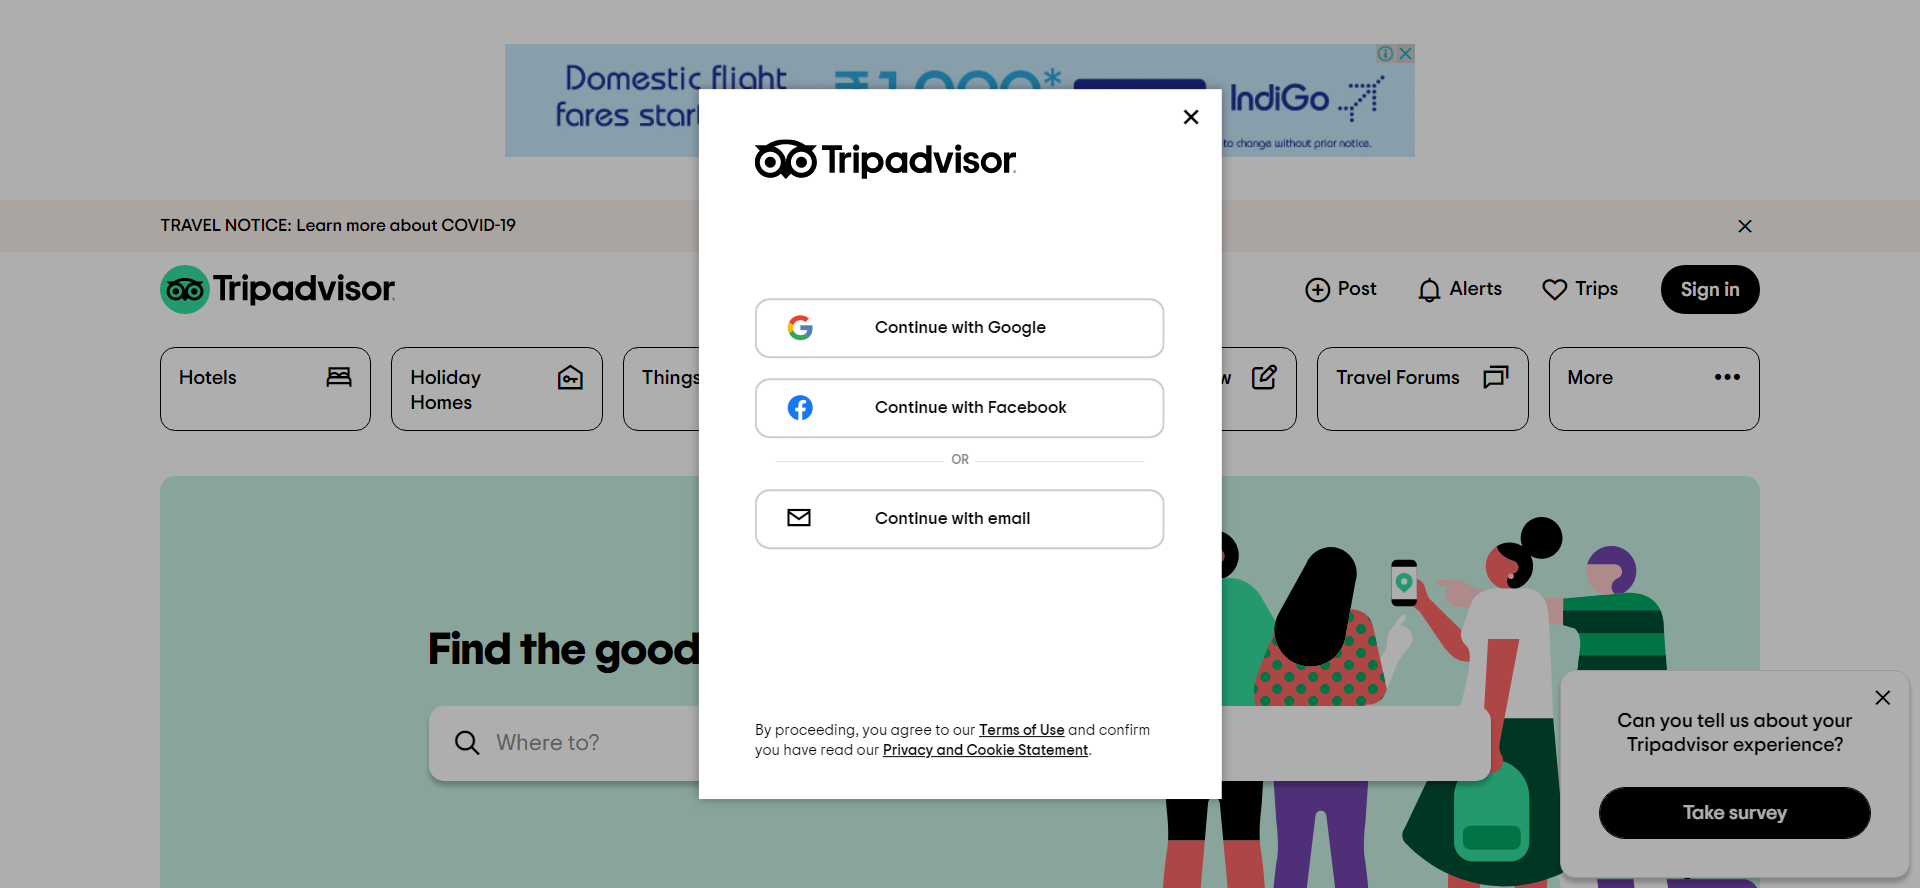 Domestic flight
fares star
IndiGo
to change without prior notice.
Tripadvisor
TRAVEL NOTICE: Learn more about COVID-19
Tripadvisor
Post
Alerts
Trips
Sign in
Hotels
Holiday
Homes
Things
w
Travel Forums
More
Continue with Google
Continue with Facebook
OR
Continue with email
Find the good
Where to?
By proceeding, you agree to our Terms of Use and confirm
you have read our Privacy and Cookie Statement.
Can you tell us about your
Tripadvisor experience?
Take survey